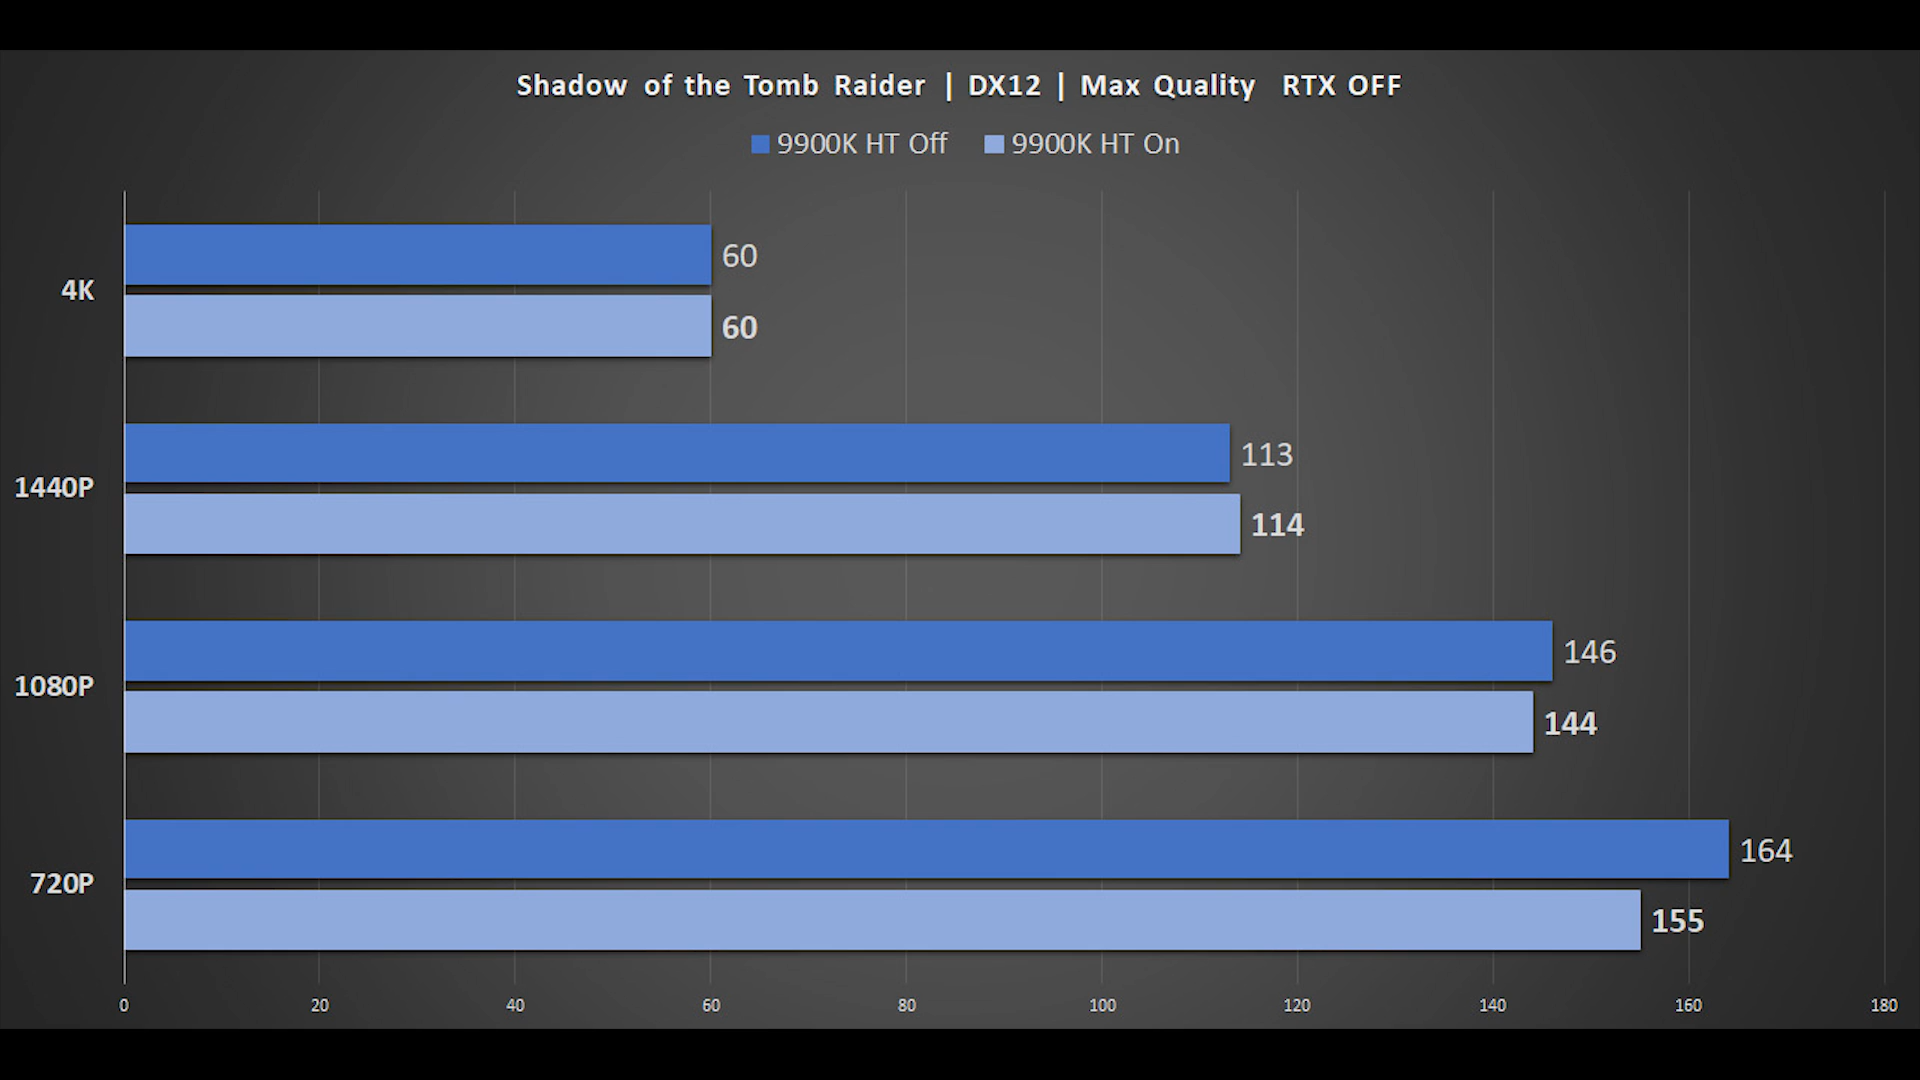 Shadow of the Tomb Raider | DX12 | Max Quality RTX OFF
9900K HT Off 9900K HT On
4K
60
60
1440P
113
114
1080P
146
144
720P
164
155
0 20 40 60 80 100 120 140 160 180